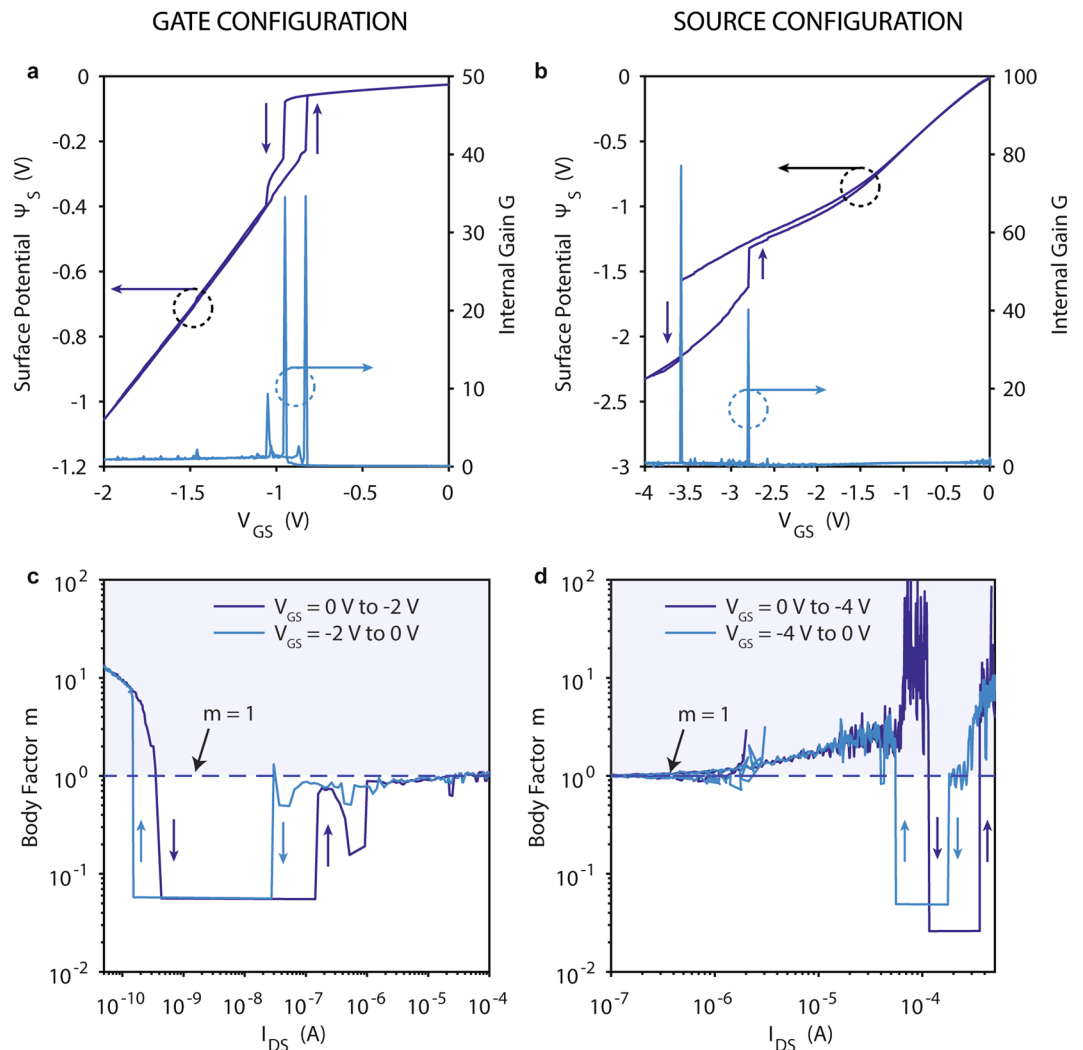 GATE CONFIGURATION
SOURCE CONFIGURATION
a
0
-0.2
-0.4
-0.6
-0.8
-1
-1.2
Surface Potential Ψ_S (V)
50
40
30
20
10
0
Internal Gain G
-2
-1.5
-1
-0.5
0
V_GS (V)
b
0
-0.5
-1
-1.5
-2
-2.5
-3
Surface Potential Ψ_S (V)
100
80
60
40
20
0
Internal Gain G
-4
-3.5
-3
-2.5
-2
-1.5
-1
-0.5
0
V_GS (V)
c
10^2
10^1
10^0
10^-1
10^-2
Body Factor m
V_GS = 0 V to -2 V
V_GS = -2 V to 0 V
m = 1
10^-10
10^-9
10^-8
10^-7
10^-6
10^-5
10^-4
I_DS (A)
d
10^2
10^1
10^0
10^-1
10^-2
Body Factor m
V_GS = 0 V to -4 V
V_GS = -4 V to 0 V
m = 1
10^-7
10^-6
10^-5
10^-4
I_DS (A)